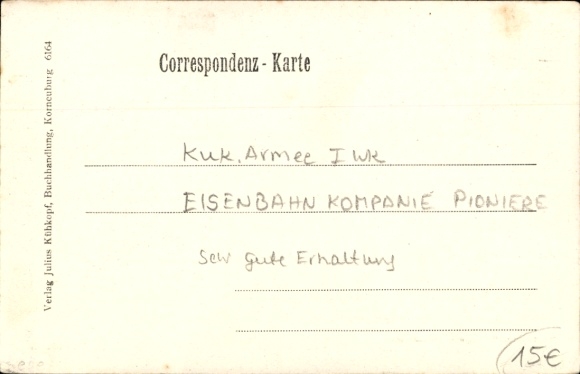 Correspondenz - Karte
KuK. Armee I WK
EISENBAHN KOMPANIE PIONIERE
Sehr gute Erhaltung
15€
Verlag Julius Kühkopf, Buchhandlung, Korneuburg 6164